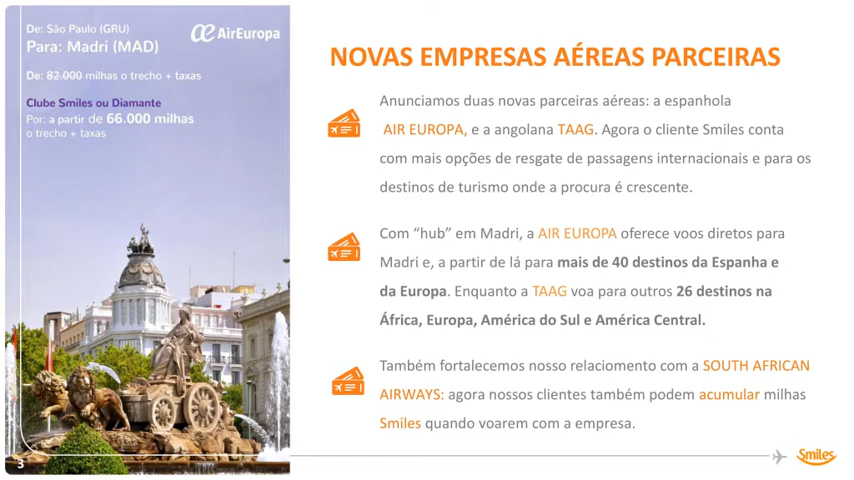 De: São Paulo (GRU)
Para: Madri (MAD)
AirEuropa
De: 82.000 milhas o trecho + taxas
Clube Smiles ou Diamante
Por: a partir de 66.000 milhas
o trecho + taxas
NOVAS EMPRESAS AÉREAS PARCEIRAS
Anunciamos duas novas parceiras aéreas: a espanhola
AIR EUROPA, e a angolana TAAG. Agora o cliente Smiles conta
com mais opções de resgate de passagens internacionais e para os
destinos de turismo onde a procura é crescente.
Com “hub” em Madri, a AIR EUROPA oferece voos diretos para
Madri e, a partir de lá para mais de 40 destinos da Espanha e
da Europa. Enquanto a TAAG voa para outros 26 destinos na
África, Europa, América do Sul e América Central.
Também fortalecemos nosso relaciomento com a SOUTH AFRICAN
AIRWAYS: agora nossos clientes também podem acumular milhas
Smiles quando voarem com a empresa.
3
Smiles